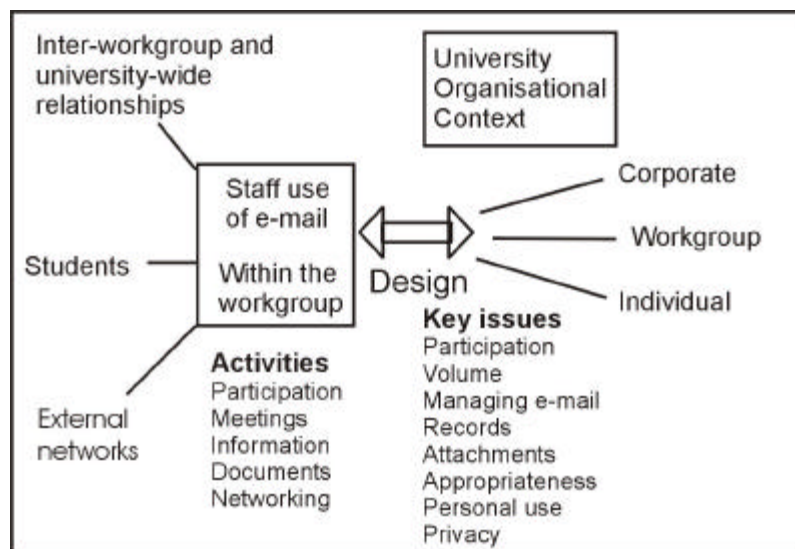 Inter-workgroup and
university-wide
relationships
Students
External
networks
Staff use
of e-mail
Within the
workgroup
Activities
Participation
Meetings
Information
Documents
Networking
Design
University
Organisational
Context
Corporate
Workgroup
Individual
Key issues
Participation
Volume
Managing e-mail
Records
Attachments
Appropriateness
Personal use
Privacy